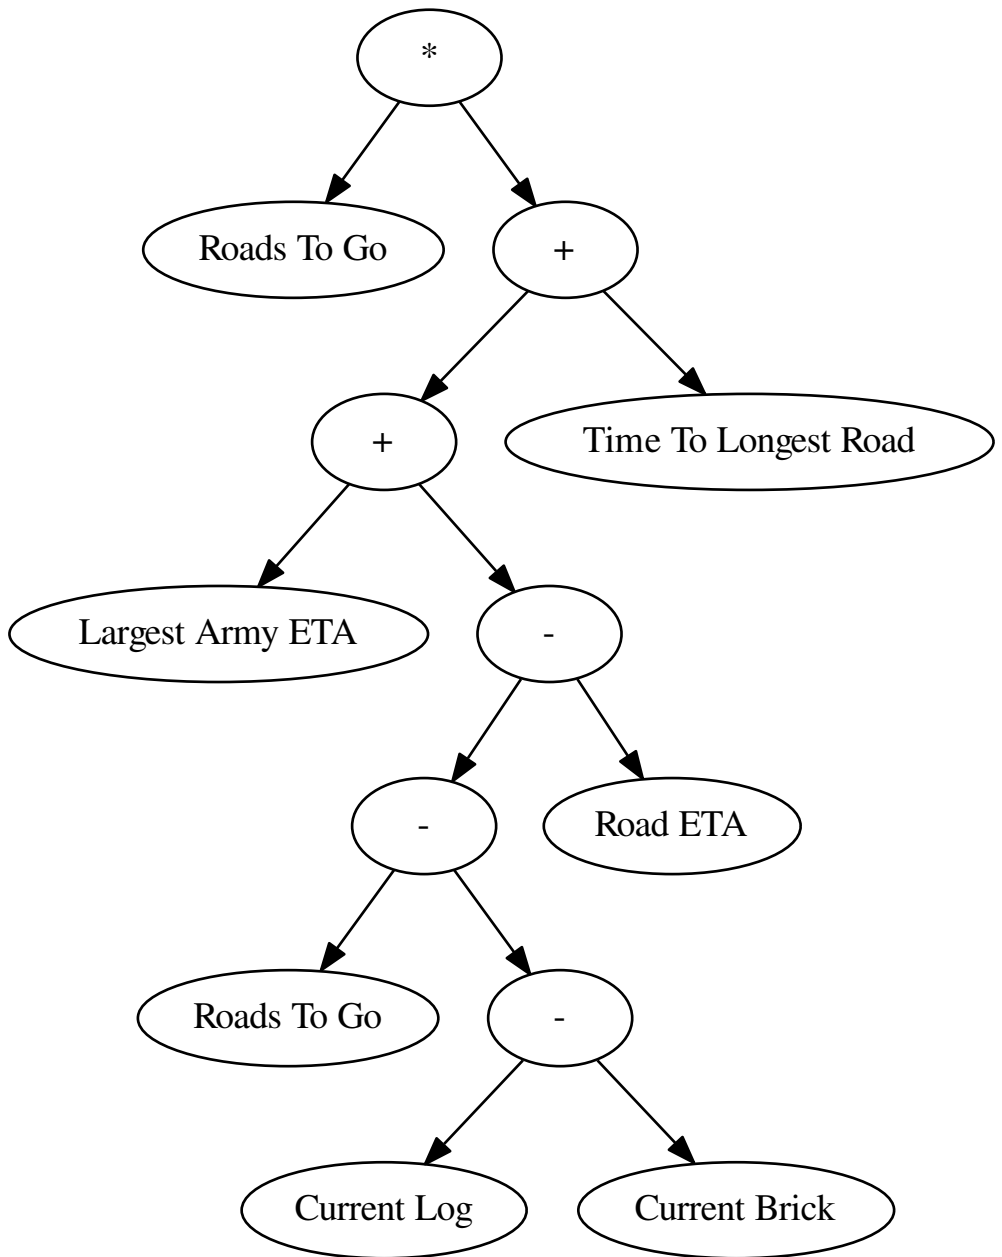 *
Roads To Go
+
+
Time To Longest Road
Largest Army ETA
-
-
Road ETA
Roads To Go
-
Current Log
Current Brick